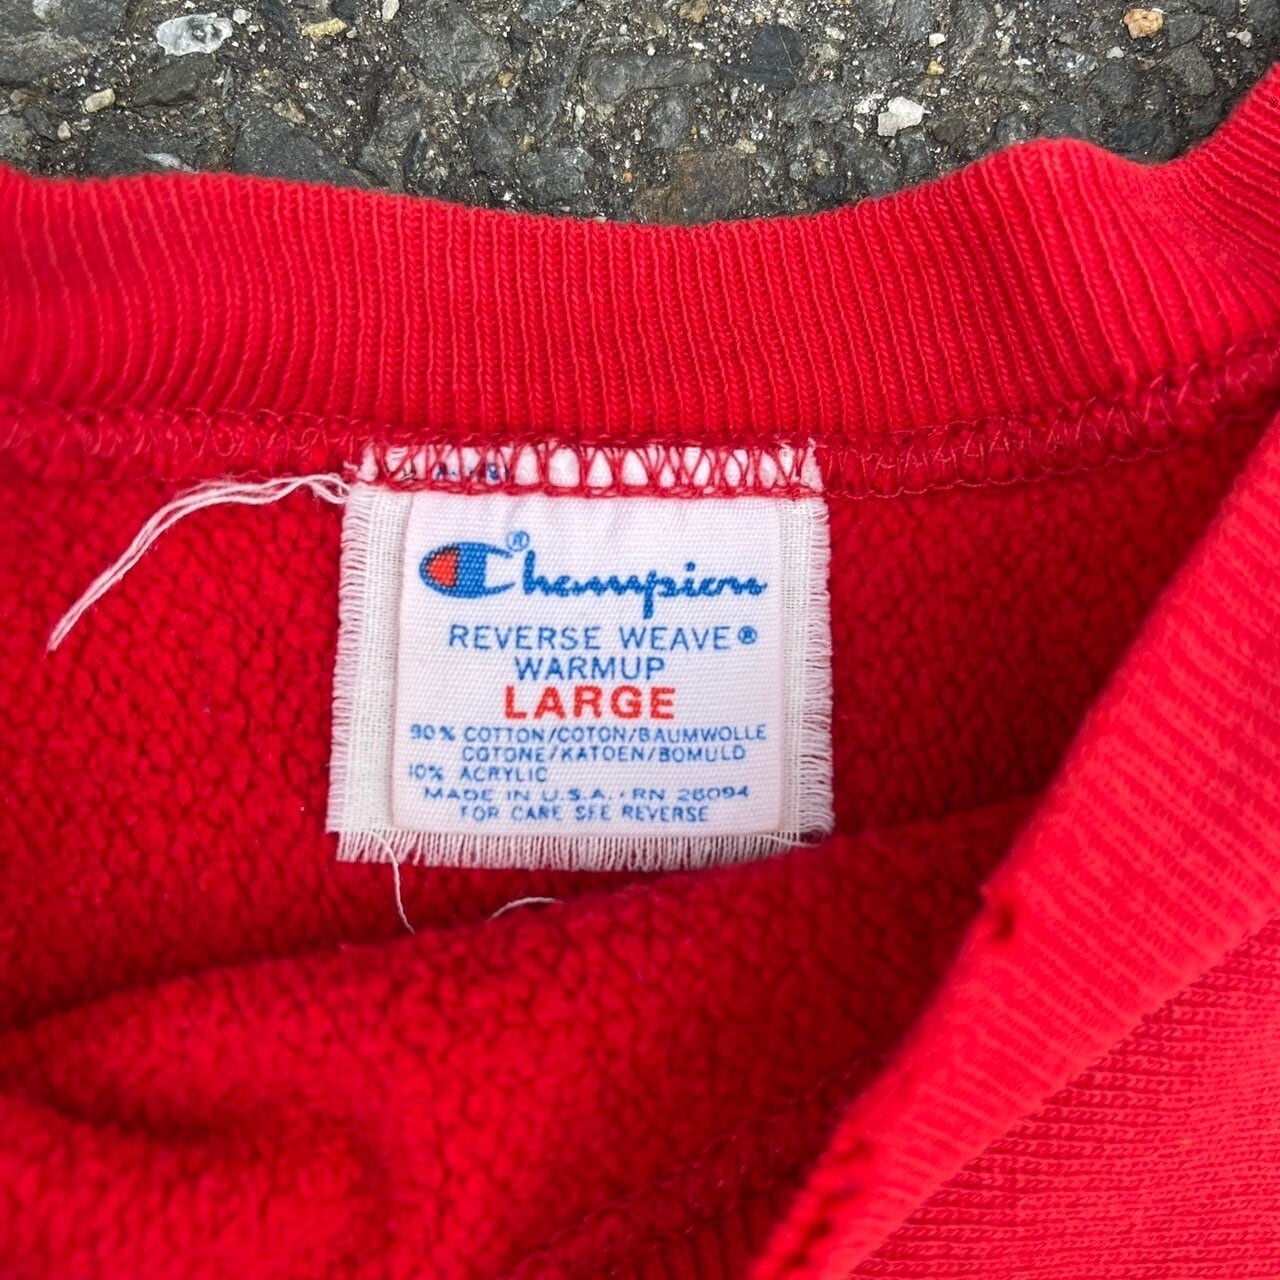 Champion®
REVERSE WEAVE®
WARMUP
LARGE
90% COTTON/COTON/BAUMWOLLE
COTONE/KATOEN/BOMULD
10% ACRYLIC
MADE IN U.S.A. · RN 26094
FOR CARE SEE REVERSE